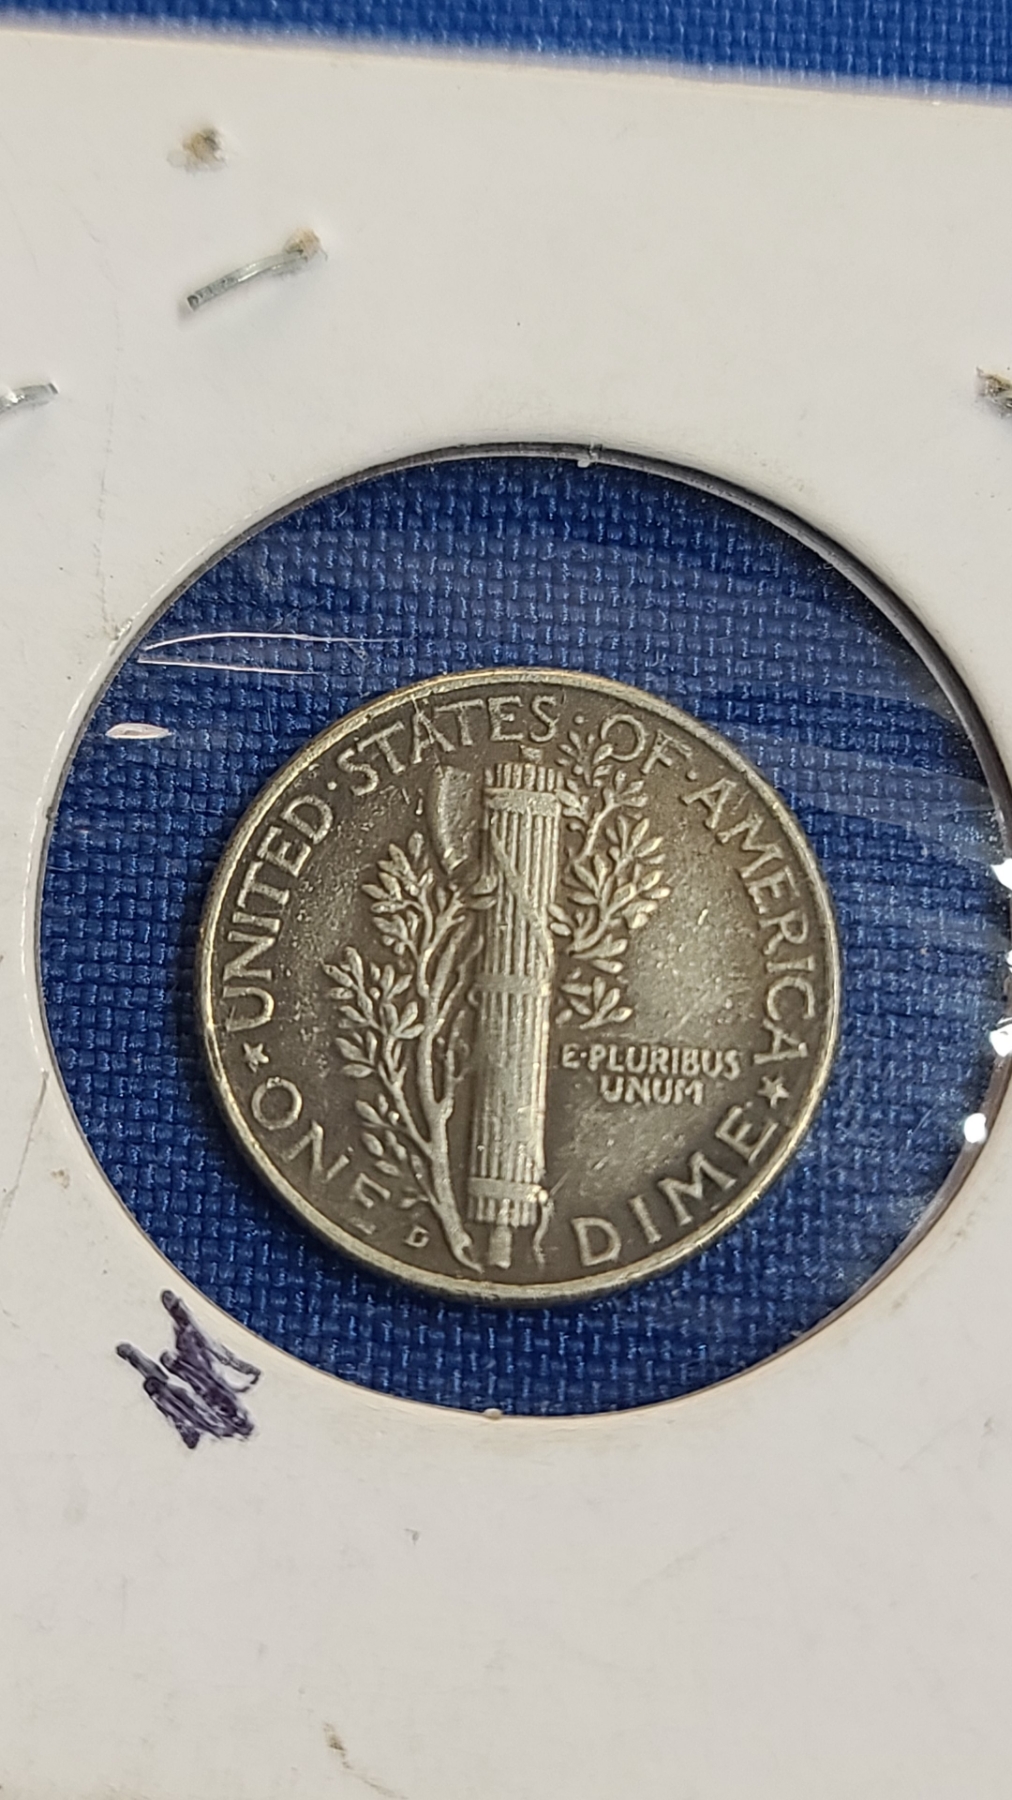 UNITED·STATES·OF·AMERICA
E·PLURIBUS
UNUM
★ONE DIME★
D